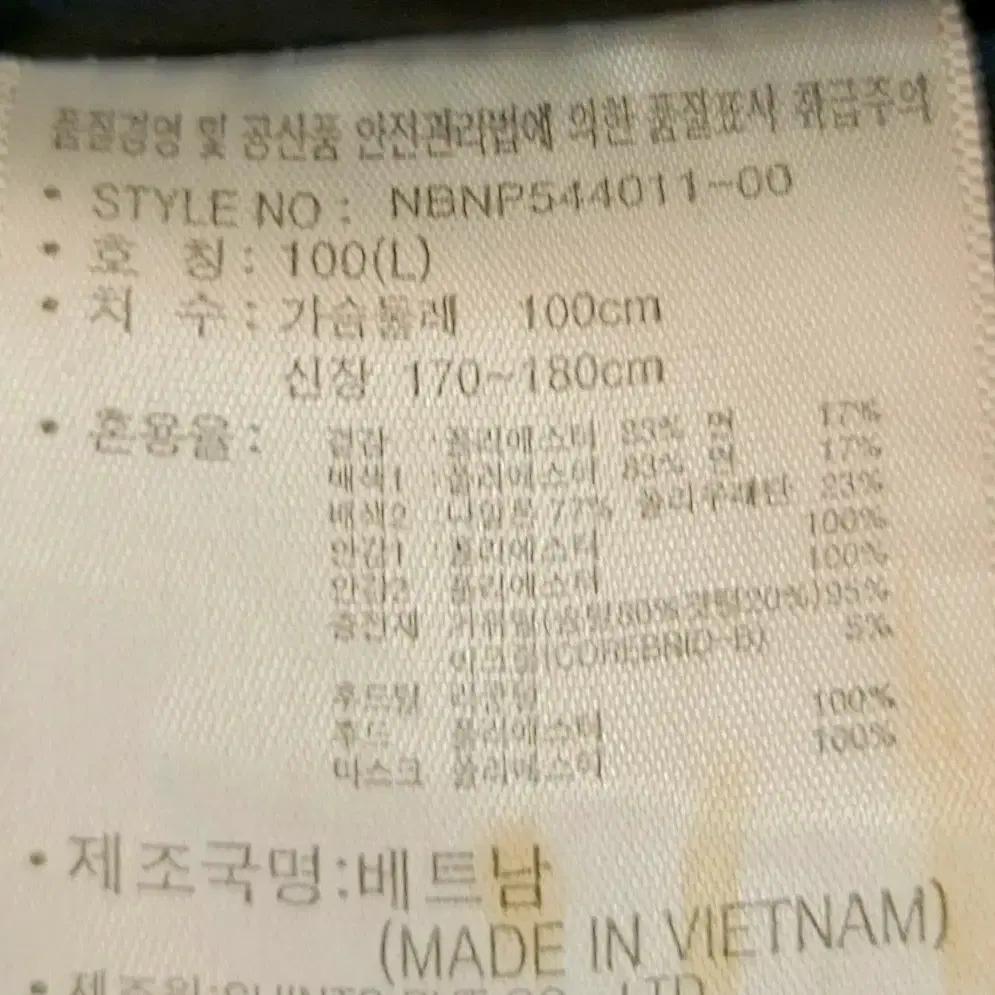 품질경영 및 공산품 안전관리법에 의한 품질표시 취급주의
• STYLE NO : NBNP544011-00
• 호 칭 : 100(L)
• 치 수 : 가슴둘레 100cm
신장 170~180cm
• 혼용율 : 겉감 : 폴리에스터 83% 면 17%
배색1 : 폴리에스터 83% 면 17%
배색2 : 나일론 77% 폴리우레탄 23%
안감1 : 폴리에스터 100%
안감2 폴리에스터 100%
충전재 거위털(솜털80%깃털20%)95%
(COREBRID-B) 5%
후드털 라쿤털
후드 폴리에스터 100%
마스크 폴리에스터 100%
• 제조국명:베트남
(MADE IN VIETNAM)